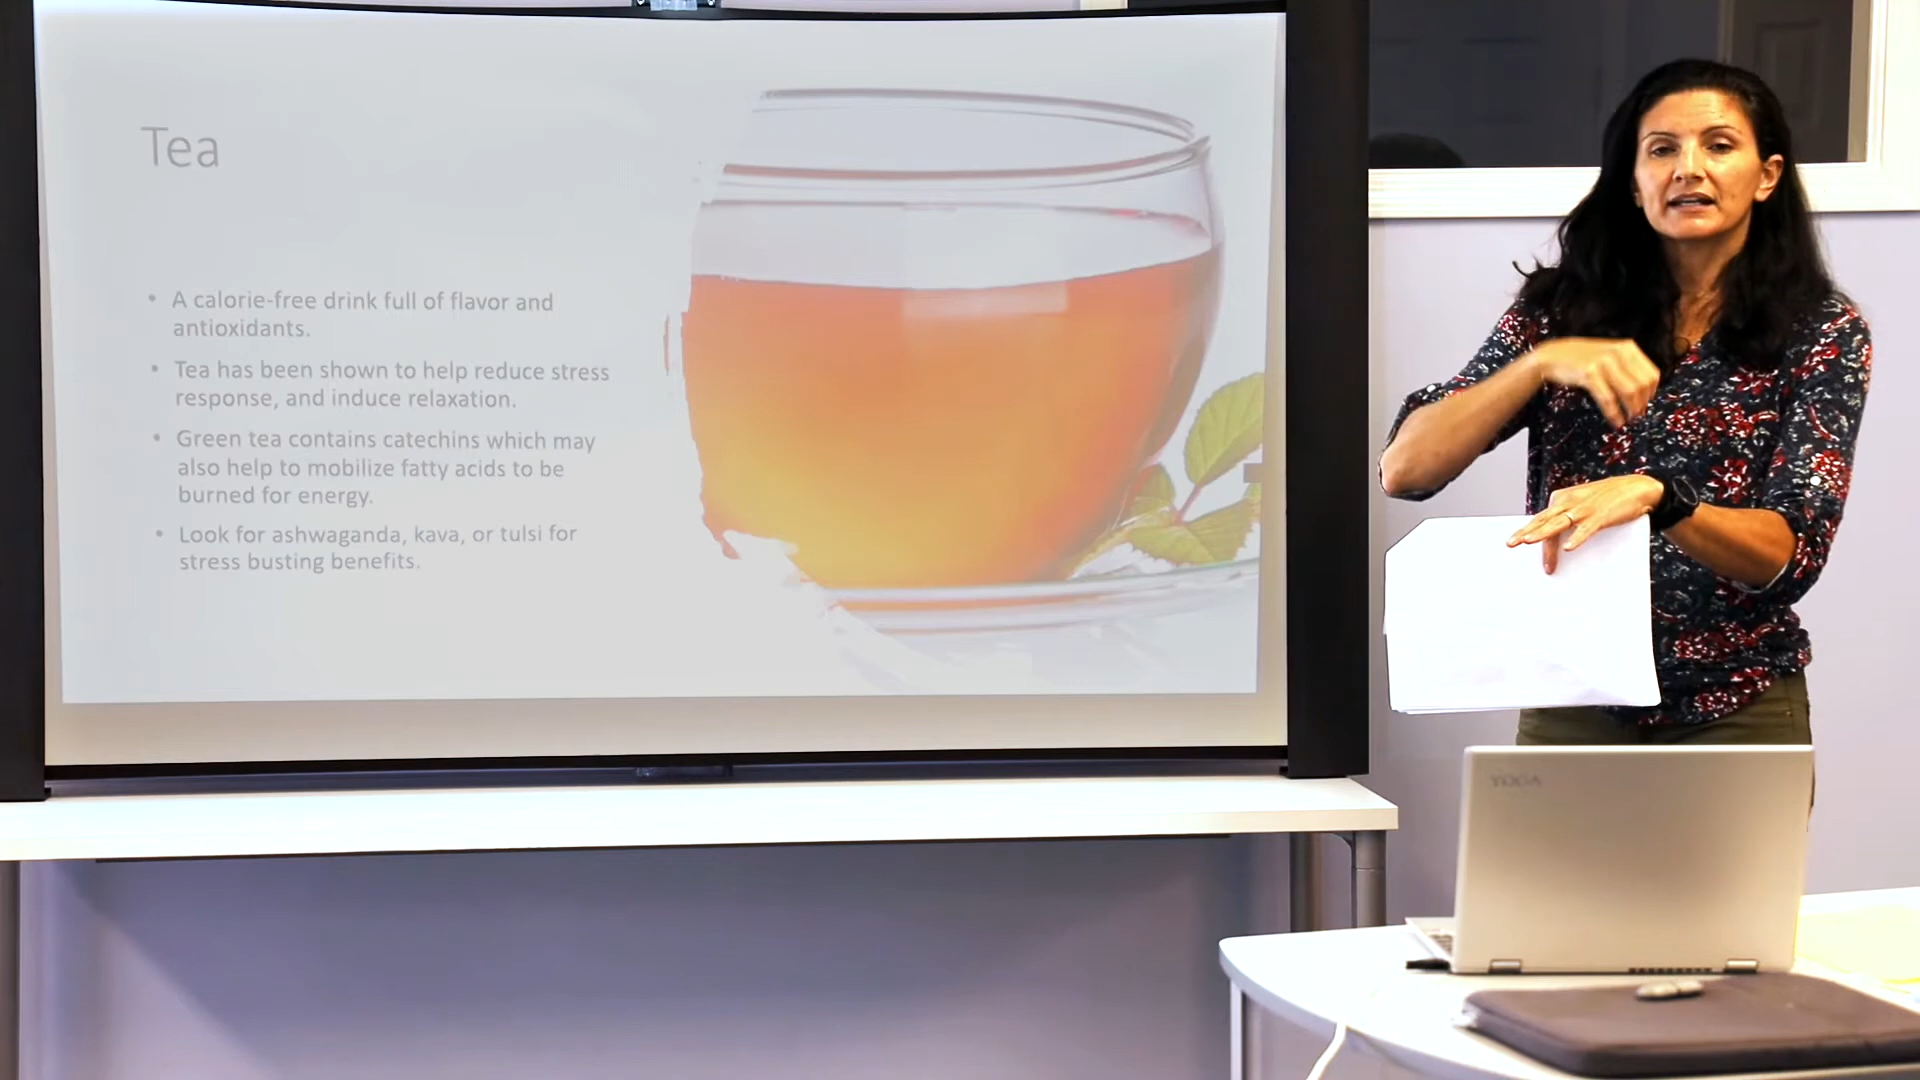 Tea
• A calorie-free drink full of flavor and
antioxidants.
• Tea has been shown to help reduce stress
response, and induce relaxation.
• Green tea contains catechins which may
also help to mobilize fatty acids to be
burned for energy.
• Look for ashwaganda, kava, or tulsi for
stress busting benefits.
YOGA